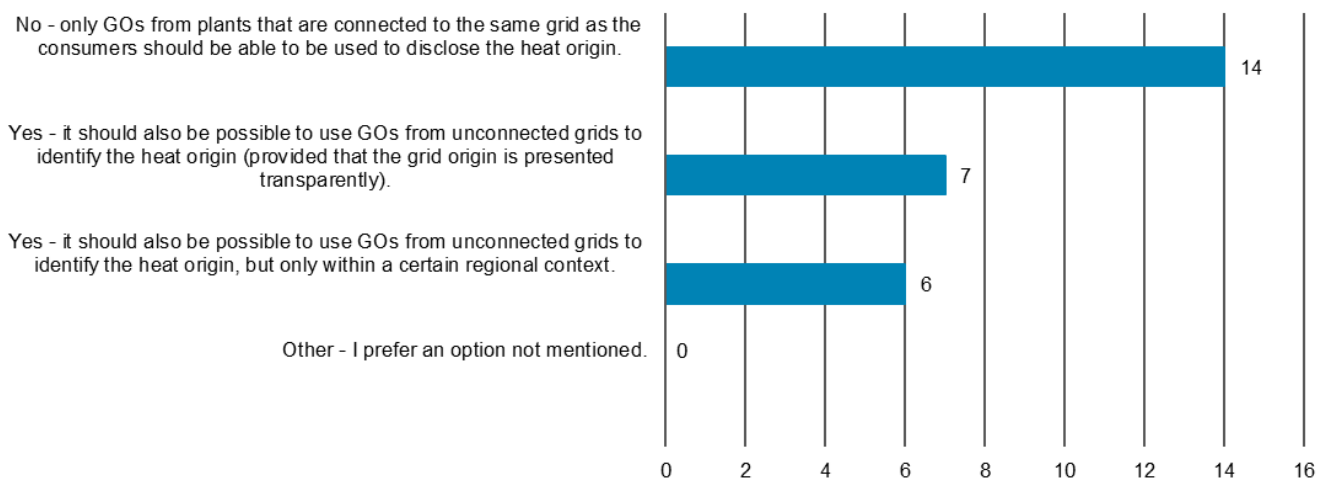 No - only GOs from plants that are connected to the same grid as the
consumers should be able to be used to disclose the heat origin.
14
Yes - it should also be possible to use GOs from unconnected grids to
identify the heat origin (provided that the grid origin is presented
transparently).
7
Yes - it should also be possible to use GOs from unconnected grids to
identify the heat origin, but only within a certain regional context.
6
Other - I prefer an option not mentioned.
0
0 2 4 6 8 10 12 14 16